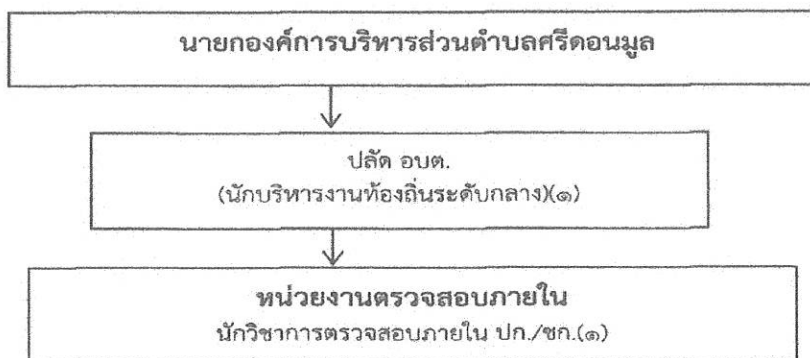 นายกองค์การบริหารส่วนตำบลศรีดอนมูล
ปลัด อบต.
(นักบริหารงานท้องถิ่นระดับกลาง)(๑)
หน่วยงานตรวจสอบภายใน
นักวิชาการตรวจสอบภายใน ปก./ชก.(๑)